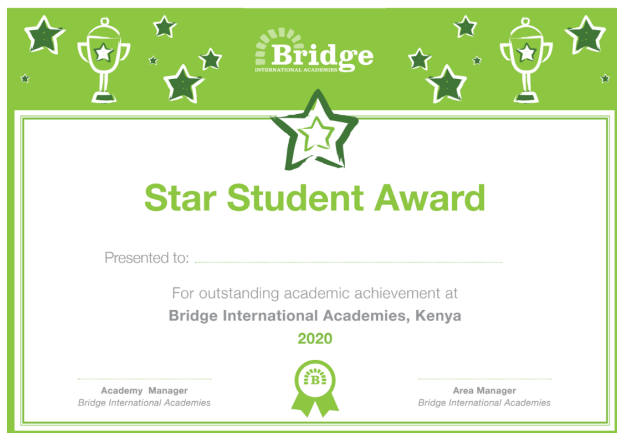 Bridge
INTERNATIONAL ACADEMIES
Star Student Award
Presented to:
For outstanding academic achievement at
Bridge International Academies, Kenya
2020
B
Academy Manager
Bridge International Academies
Area Manager
Bridge International Academies